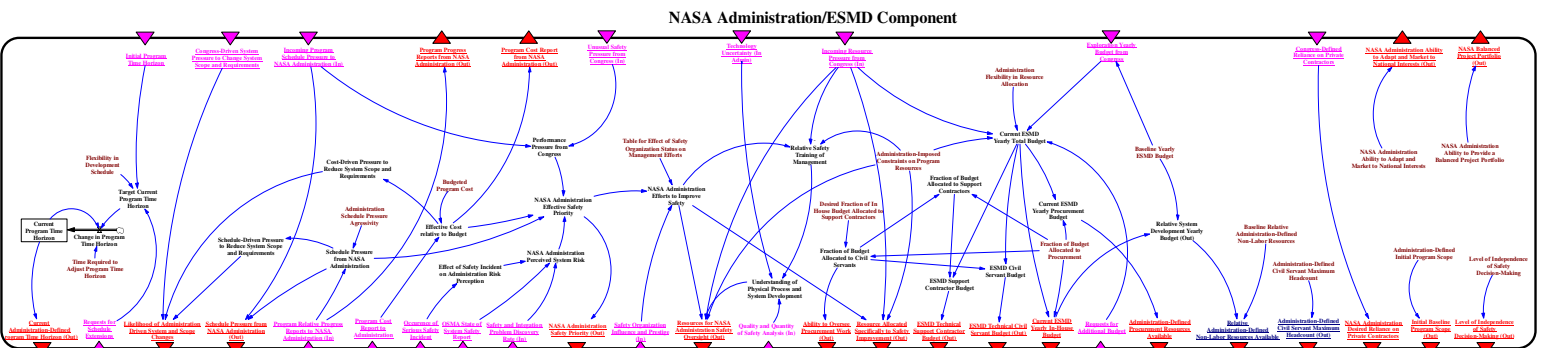 NASA Administration/ESMD Component
Initial Program
Time Horizon
Congress-Driven System
Pressure to Change System
Scope and Requirements
Incoming Program
Schedule Pressure to
NASA Administration (In)
Program Progress
Reports from NASA
Administration (Out)
Program Cost Report
from NASA
Administration (Out)
Unusual Safety
Pressure from
Congress (In)
Technology
Uncertainty (In
Admin)
Incoming Resource
Pressure from
Congress (In)
Exploration Yearly
Budget from
Congress
Congress-Defined
Reliance on Private
Contractors
NASA Administration Ability
to Adapt and Market to
National Interests (Out)
NASA Balanced
Project Portfolio
(Out)
Administration
Flexibility in Resource
Allocation
Performance
Pressure from
Congress
Table for Effect of Safety
Organization Status on
Management Efforts
Relative Safety
Training of
Management
Administration-Imposed
Constraints on Program
Resources
Current ESMD
Yearly Total Budget
Baseline Yearly
ESMD Budget
NASA Administration
Ability to Adapt and
Market to National Interests
NASA Administration
Ability to Provide a
Balanced Project Portfolio
Flexibility in
Development
Schedule
Cost-Driven Pressure to
Reduce System Scope and
Requirements
Target Current
Program Time
Horizon
Budgeted
Program Cost
NASA Administration
Efforts to Improve
Safety
Fraction of Budget
Allocated to Support
Contractors
Administration
Schedule Pressure
Agressivity
NASA Administration
Effective Safety
Priority
Desired Fraction of In
House Budget Allocated to
Support Contractors
Current ESMD
Yearly Procurement
Budget
Current
Program Time
Horizon
Change in Program
Time Horizon
Effective Cost
relative to Budget
Relative System
Development Yearly
Budget (Out)
Baseline Relative
Administration-Defined
Non-Labor Resources
Schedule-Driven Pressure
to Reduce System Scope
and Requirements
Schedule Pressure
from NASA
Administration
NASA Administration
Perceived System Risk
Fraction of Budget
Allocated to Civil
Servants
Fraction of Budget
Allocated to
Procurement
Administration-Defined
Initial Program Scope
Time Required to
Adjust Program Time
Horizon
Effect of Safety Incident
on Administration Risk
Perception
Understanding of
Physical Process and
System Development
ESMD Support
Contractor Budget
ESMD Civil
Servant Budget
Administration-Defined
Civil Servant Maximum
Headcount
Level of Independence
of Safety
Decision-Making
Current
Administration-Defined
Program Time Horizon (Out)
Requests for
Schedule
Extensions
Likelihood of Administration
Driven System and Scope
Changes
Schedule Pressure from
NASA Administration
(Out)
Program Relative Progress
Reports to NASA
Administration (In)
Program Cost
Report to
Administration
Occurence of
Serious Safety
Incident
OSMA State of
System Safety
Report
Safety and Integration
Problem Discovery
Rate (In)
NASA Administration
Safety Priority (Out)
Safety Organization
Influence and Prestige
(In)
Resources for NASA
Administration Safety
Oversight (Out)
Quality and Quantity
of Safety Analysis (In)
Ability to Oversee
Procurement Work
(Out)
Resource Allocated
Specifically to Safety
Improvement (Out)
ESMD Technical
Support Contractor
Budget (Out)
ESMD Technical Civil
Servant Budget (Out)
Current ESMD
Yearly In-House
Budget
Requests for
Additional Budget
Administration-Defined
Procurement Resources
Available
Relative
Administration-Defined
Non-Labor Resources Available
Administration-Defined
Civil Servant Maximum
Headcount (Out)
NASA Administration
Desired Reliance on
Private Contractors
Initial Baseline
Program Scope
(Out)
Level of Independence
of Safety
Decision-Making (Out)